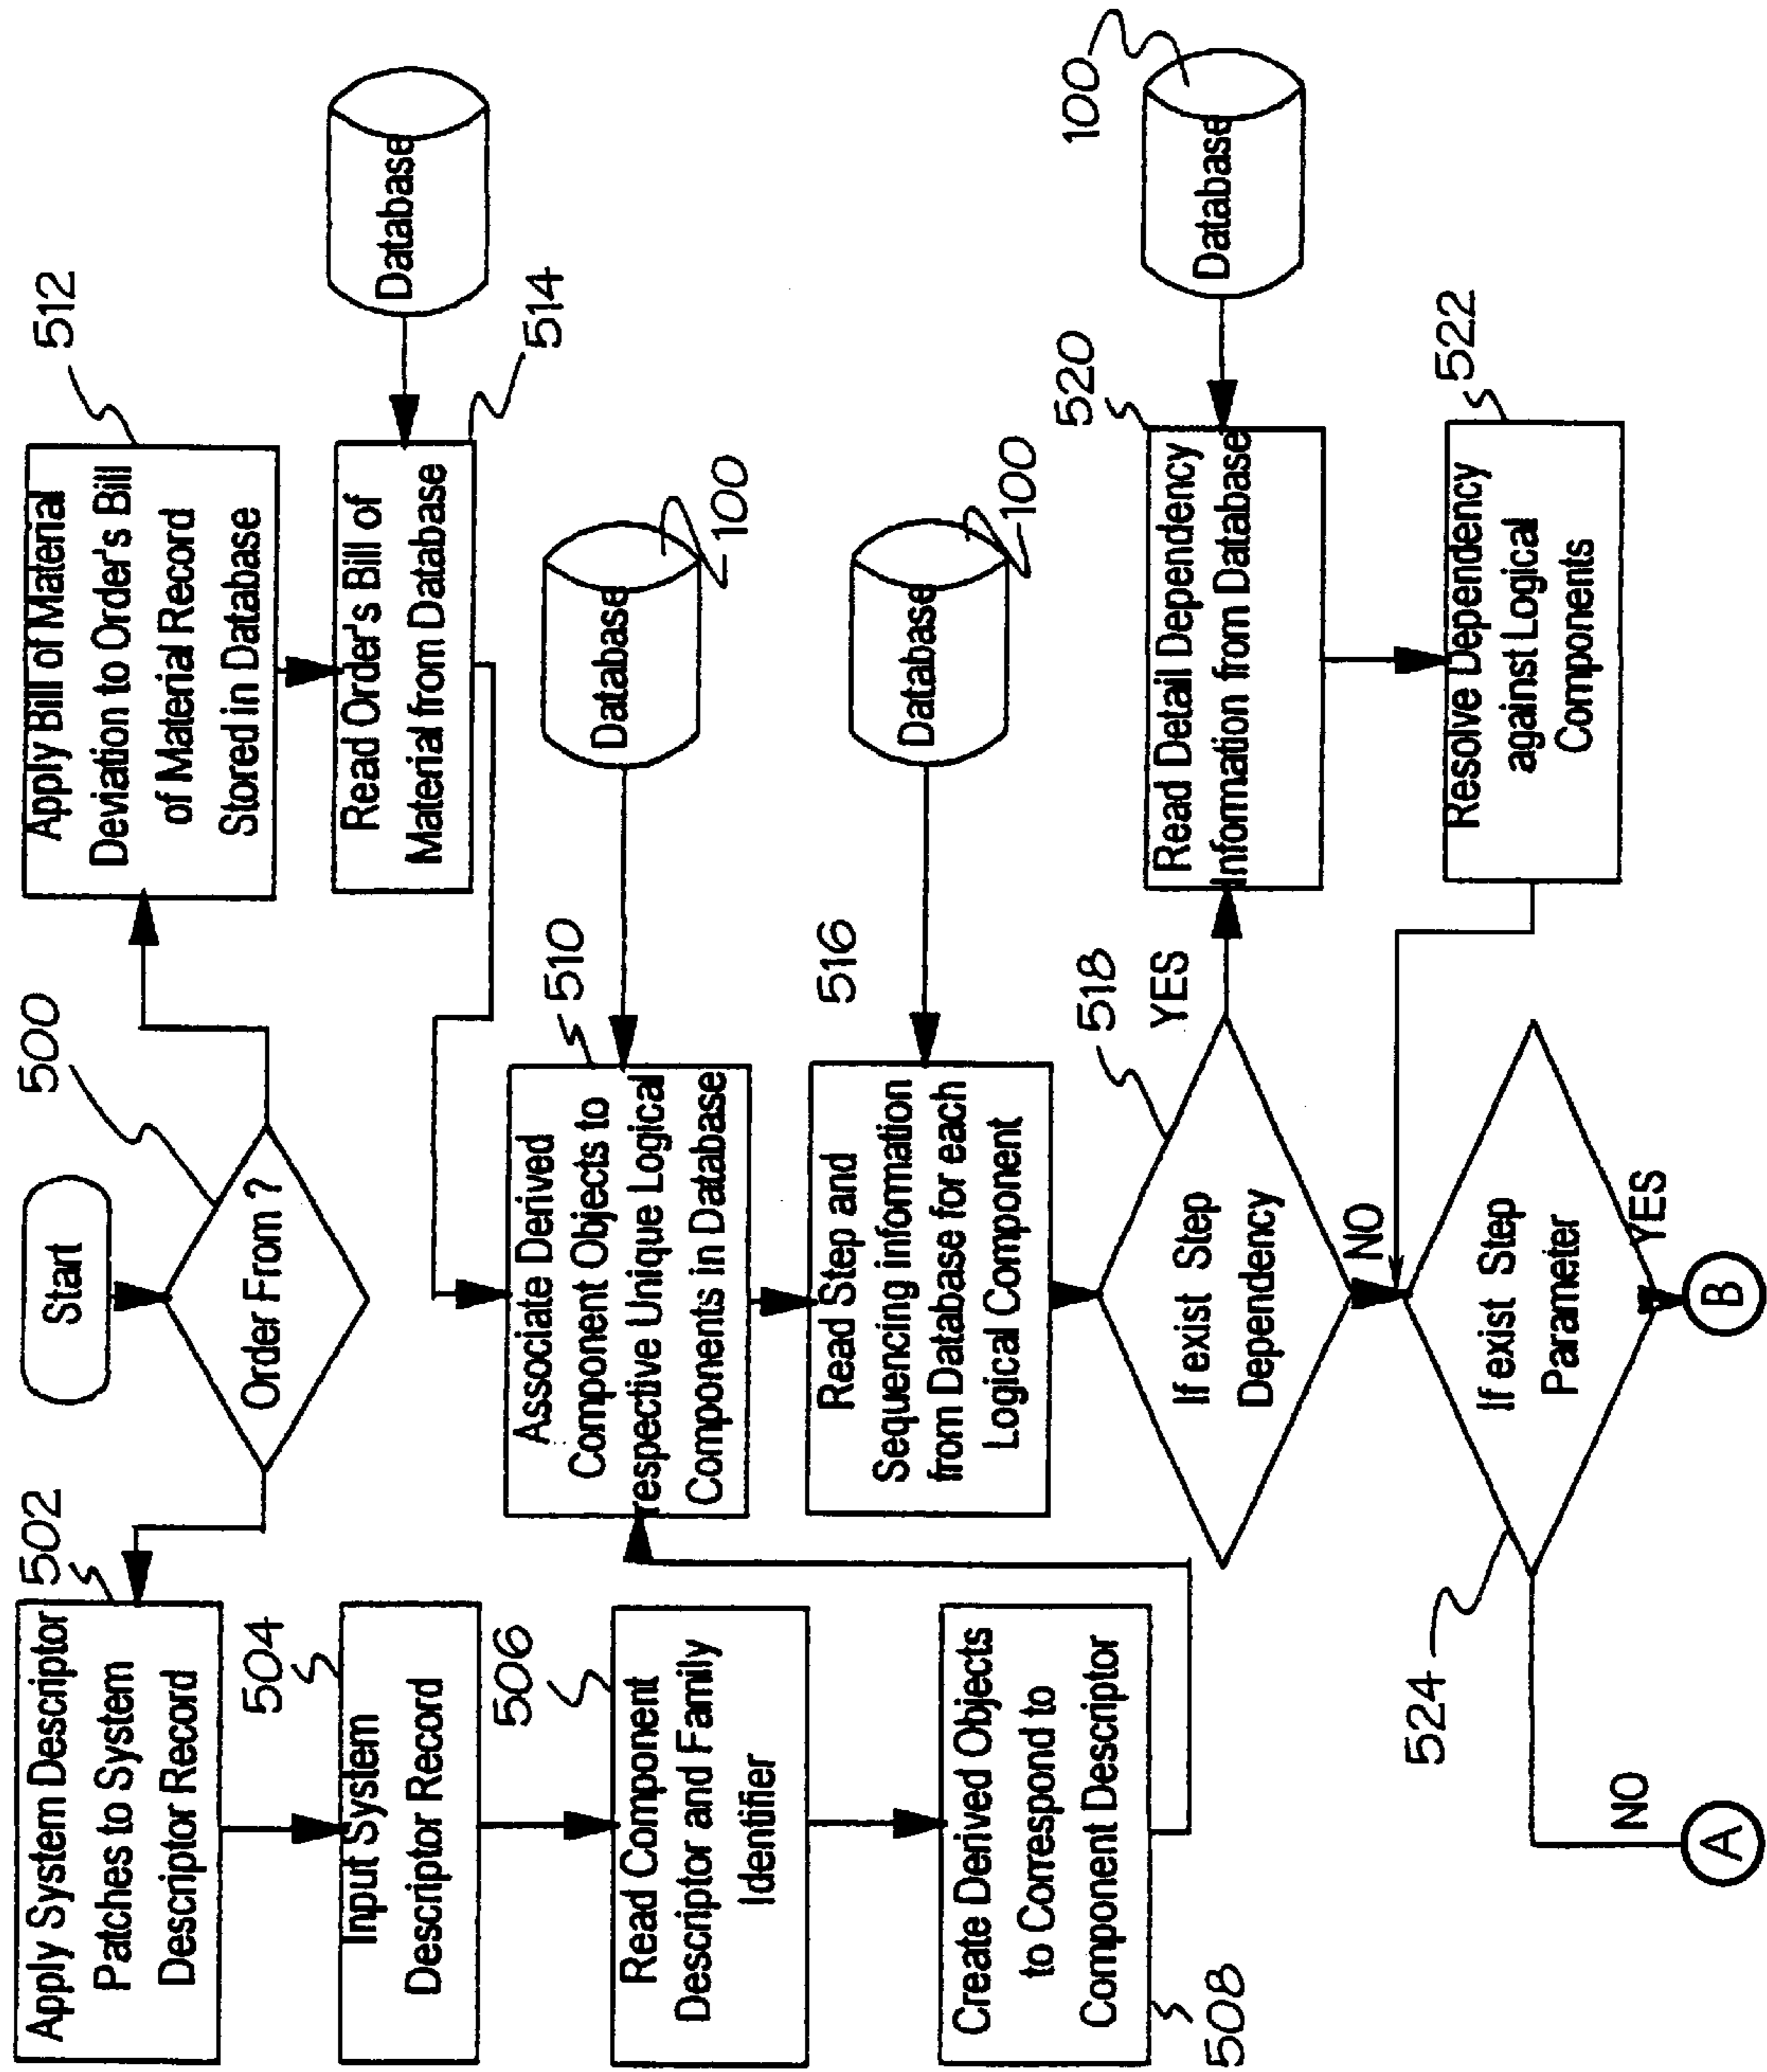 Start
500
Order From ?
502
Apply System Descriptor
Patches to System
Descriptor Record
504
Input System
Descriptor Record
506
Read Component
Descriptor and Family
Identifier
Create Derived Objects
to Correspond to
Component Descriptor
508
512
Apply Bill of Material
Deviation to Order's Bill
of Material Record
Stored in Database
Read Order's Bill of
Material from Database
514
Database
510
Associate Derived
Component Objects to
respective Unique Logical
Components in Database
Database
100
516
Read Step and
Sequencing information
from Database for each
Logical Component
Database
100
518
If exist Step
Dependency
YES
NO
520
Read Detail Dependency
Information from Database
Database
100
522
Resolve Dependency
against Logical
Components
524
If exist Step
Parameter
NO
YES
A
B